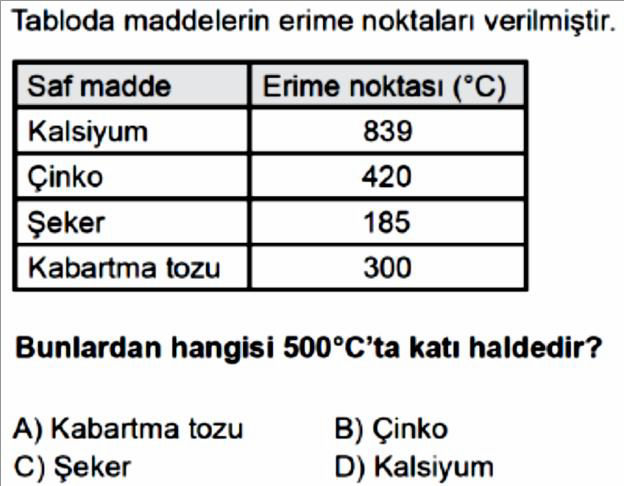 Tabloda maddelerin erime noktaları verilmiştir.
Saf madde Erime noktası (°C)
Kalsiyum 839
Çinko 420
Şeker 185
Kabartma tozu 300
Bunlardan hangisi 500°C'ta katı haldedir?
A) Kabartma tozu B) Çinko
C) Şeker D) Kalsiyum